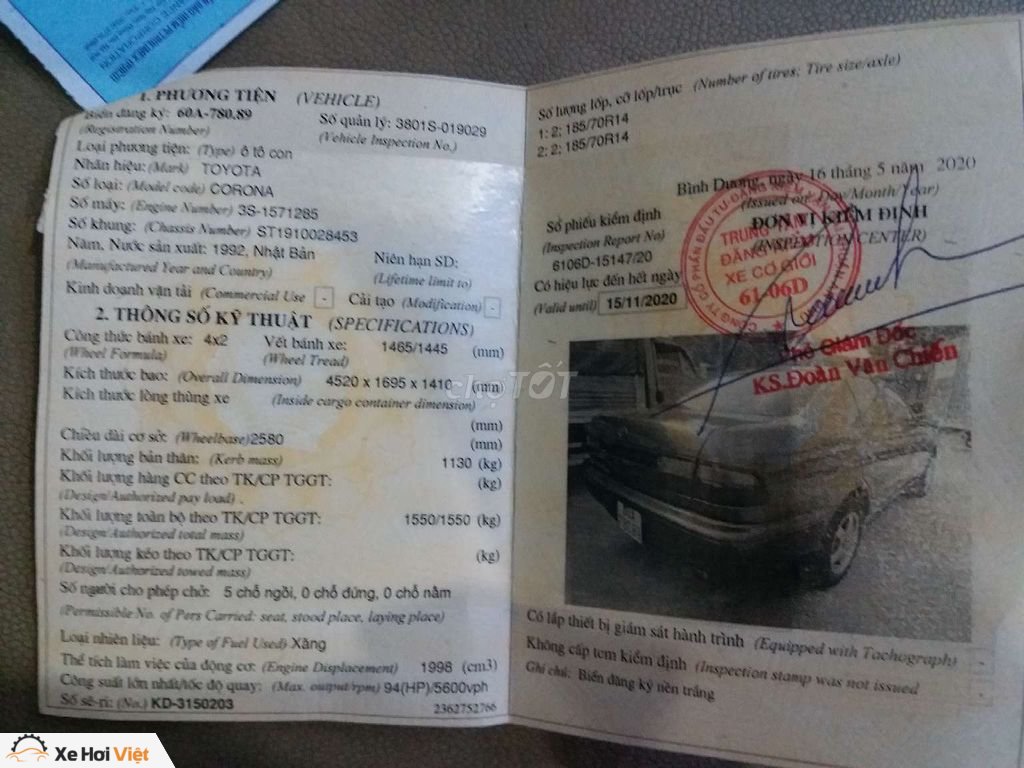 1. PHƯƠNG TIỆN (VEHICLE)
Biển đăng ký: 60A-780.89
(Registration Number)
Số quản lý: 3801S-019029
(Vehicle Inspection No.)
Loại phương tiện: (Type) ô tô con
Nhãn hiệu: (Mark) TOYOTA
Số loại: (Model code) CORONA
Số máy: (Engine Number) 3S-1571285
Số khung: (Chassis Number) ST1910028453
Năm, Nước sản xuất: 1992, Nhật Bản
(Manufactured Year and Country)
Niên hạn SD:
(Lifetime limit to)
Kinh doanh vận tải (Commercial Use - Cải tạo (Modification) -
2. THÔNG SỐ KỸ THUẬT (SPECIFICATIONS)
Công thức bánh xe: 4x2 Vết bánh xe: 1465/1445 (mm)
(Wheel Formula) (Wheel Tread)
Kích thước bao: (Overall Dimension) 4520 x 1695 x 1410 (mm)
Kích thước lòng thùng xe (Inside cargo container dimension)
(mm)
Chiều dài cơ sở: (Wheelbase) 2580 (mm)
Khối lượng bản thân: (Kerb mass) 1130 (kg)
Khối lượng hàng CC theo TK/CP TGGT: (kg)
(Design/Authorized pay load) .
Khối lượng toàn bộ theo TK/CP TGGT: 1550/1550 (kg)
(Design/Authorized total mass)
Khối lượng kéo theo TK/CP TGGT: (kg)
(Design/Authorized towed mass)
Số người cho phép chở: 5 chỗ ngồi, 0 chỗ đứng, 0 chỗ nằm
(Permissible No. of Pers Carried: seat, stood place, laying place)
Loại nhiên liệu: (Type of Fuel Used) Xăng
Thể tích làm việc của động cơ: (Engine Displacement) 1998 (cm3)
Công suất lớn nhất/tốc độ quay: (Max. output/rpm) 94(HP)/5600vph
Số sê-ri: (No.) KD-3150203
2362752766
Số lượng lốp, cỡ lốp/trục (Number of tires; Tire size/axle)
1: 2; 185/70R14
2: 2; 185/70R14
Bình Dương, ngày 16 tháng 5 năm 2020
(Issued on: Day/Month/Year)
Số phiếu kiểm định
(Inspection Report No)
6106D-15147/20
Có hiệu lực đến hết ngày
(Valid until) 15/11/2020
ĐƠN VỊ KIỂM ĐỊNH
(INSPECTION CENTER)
TRUNG TÂM
ĐĂNG KIỂM
XE CƠ GIỚI
61-06D
Phó Giám Đốc
KS.Đoàn Văn Chiến
chợTỐT
Có lắp thiết bị giám sát hành trình (Equipped with Tachograph) -
Không cấp tem kiểm định (Inspection stamp was not issued -
Ghi chú: Biển đăng ký nền trắng
Xe Hơi Việt